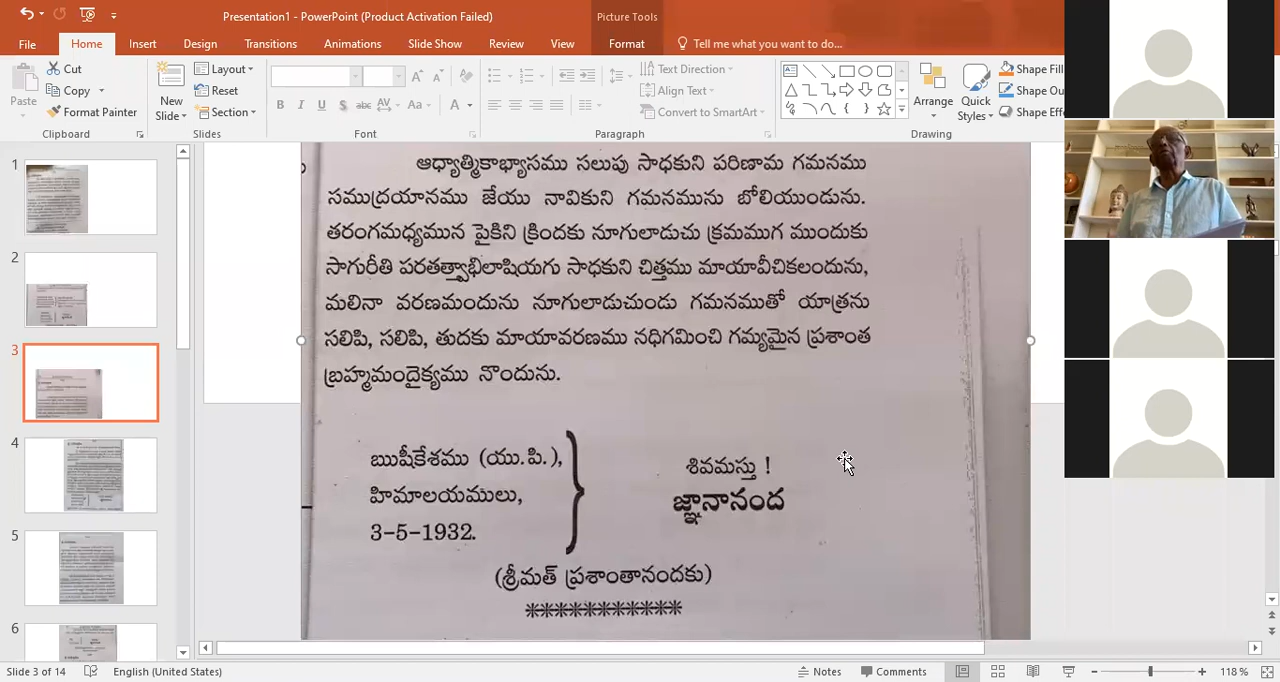 Presentation1 - PowerPoint (Product Activation Failed)
Picture Tools
File Home Insert Design Transitions Animations Slide Show Review View Format Tell me what you want to do...
Paste
Cut
Copy
Format Painter
Clipboard
New Slide
Layout
Reset
Section
Slides
B I U S abc AV Aa A
Font
Text Direction
Align Text
Convert to SmartArt
Paragraph
Arrange
Quick Styles
Shape Fill
Shape Ou
Shape Effe
Drawing
1
2
3
4
5
6
ఆధ్యాత్మికాభ్యాసము సలుపు సాధకుని పరిణామ గమనము
సముద్రయానము జేయు నావికుని గమనమును బోలియుండును.
తరంగమధ్యమున పైకిని క్రిందకు నూగులాడుచు క్రమముగ ముందుకు
సాగురీతి పరతత్త్వాభిలాషియగు సాధకుని చిత్తము మాయావీచికలందును,
మలినా వరణమందును నూగులాడుచుండు గమనముతో యాత్రను
సలిపి, సలిపి, తుదకు మాయావరణము నధిగమించి గమ్యమైన ప్రశాంత
బ్రహ్మమందైక్యము నొందును.
ఋషీకేశము (యు.పి.),
హిమాలయములు,
3-5-1932.
శివమస్తు !
జ్ఞానానంద
(శ్రీమత్ ప్రశాంతానందకు)
***********
Slide 3 of 14 English (United States) Notes Comments 118 %